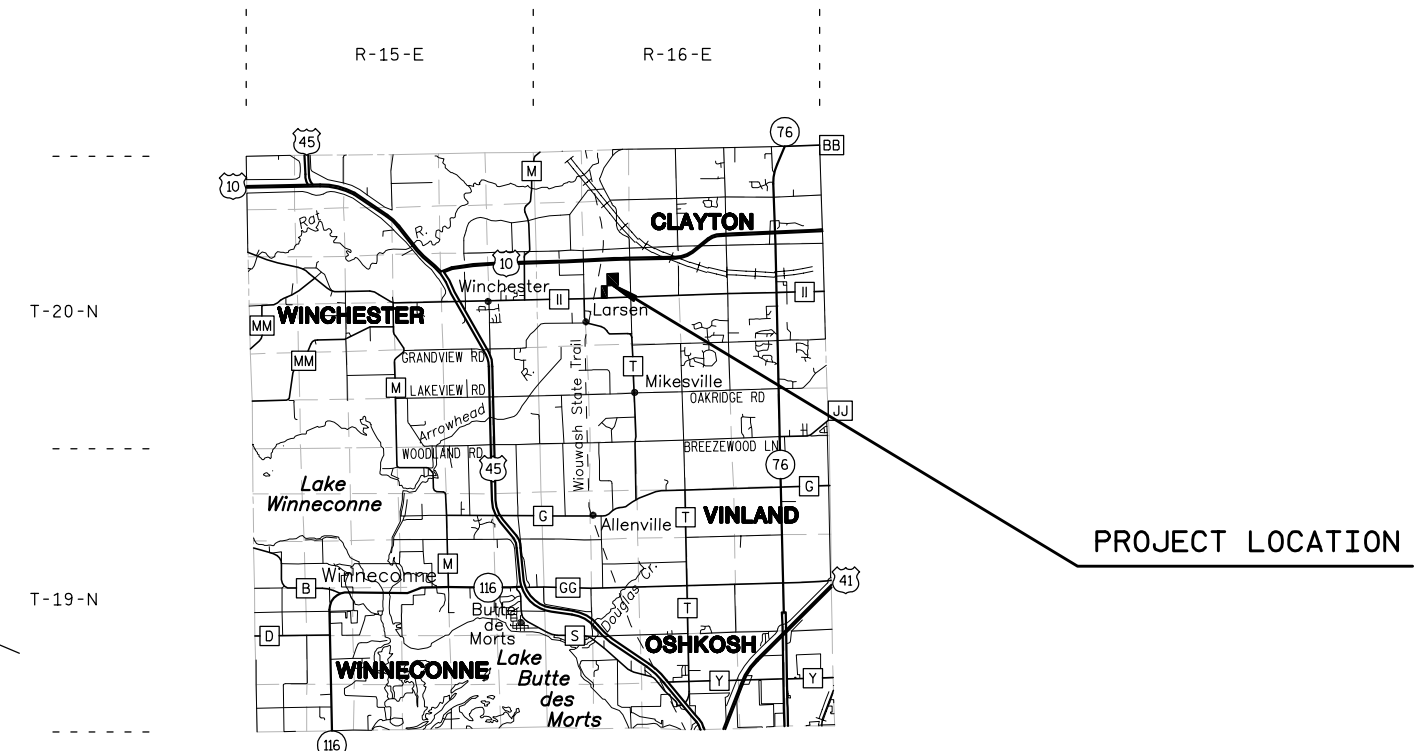 R-15-E R-16-E
45 76 BB
M
10
CLAYTON
Rat R.
10
Winchester II II
T-20-N WINCHESTER Larsen
MM
GRANDVIEW RD
MM T
Mikesville
M LAKEVIEW RD R.
OAKRIDGE RD
Wiouwash State Trail
JJ
Arrowhead
BREEZEWOOD LN
WOODLAND RD
45 76
Lake
Winneconne
G
G Allenville T VINLAND
PROJECT LOCATION
M
Winneconne
B 116 GG 41
T-19-N
Butte
de
Morts
Douglas Cr.
T
D S
OSHKOSH
WINNECONNE
Lake
Butte
des
Morts
Y Y
116